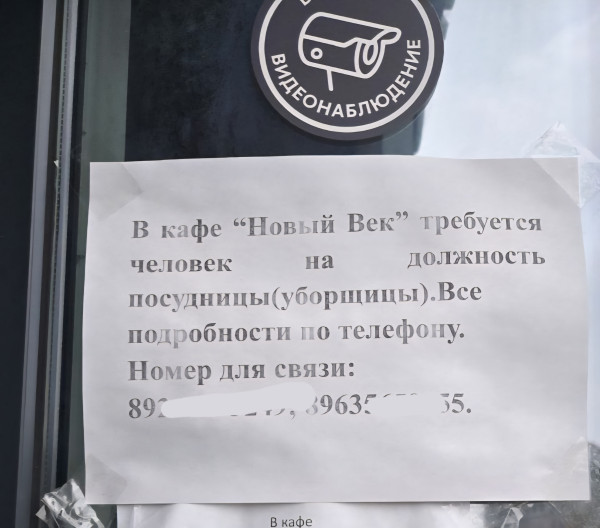 ВИДЕОНАБЛЮДЕНИЕ
В кафе “Новый Век” требуется
человек на должность
посудницы(уборщицы).Все
подробности по телефону.
Номер для связи:
В кафе